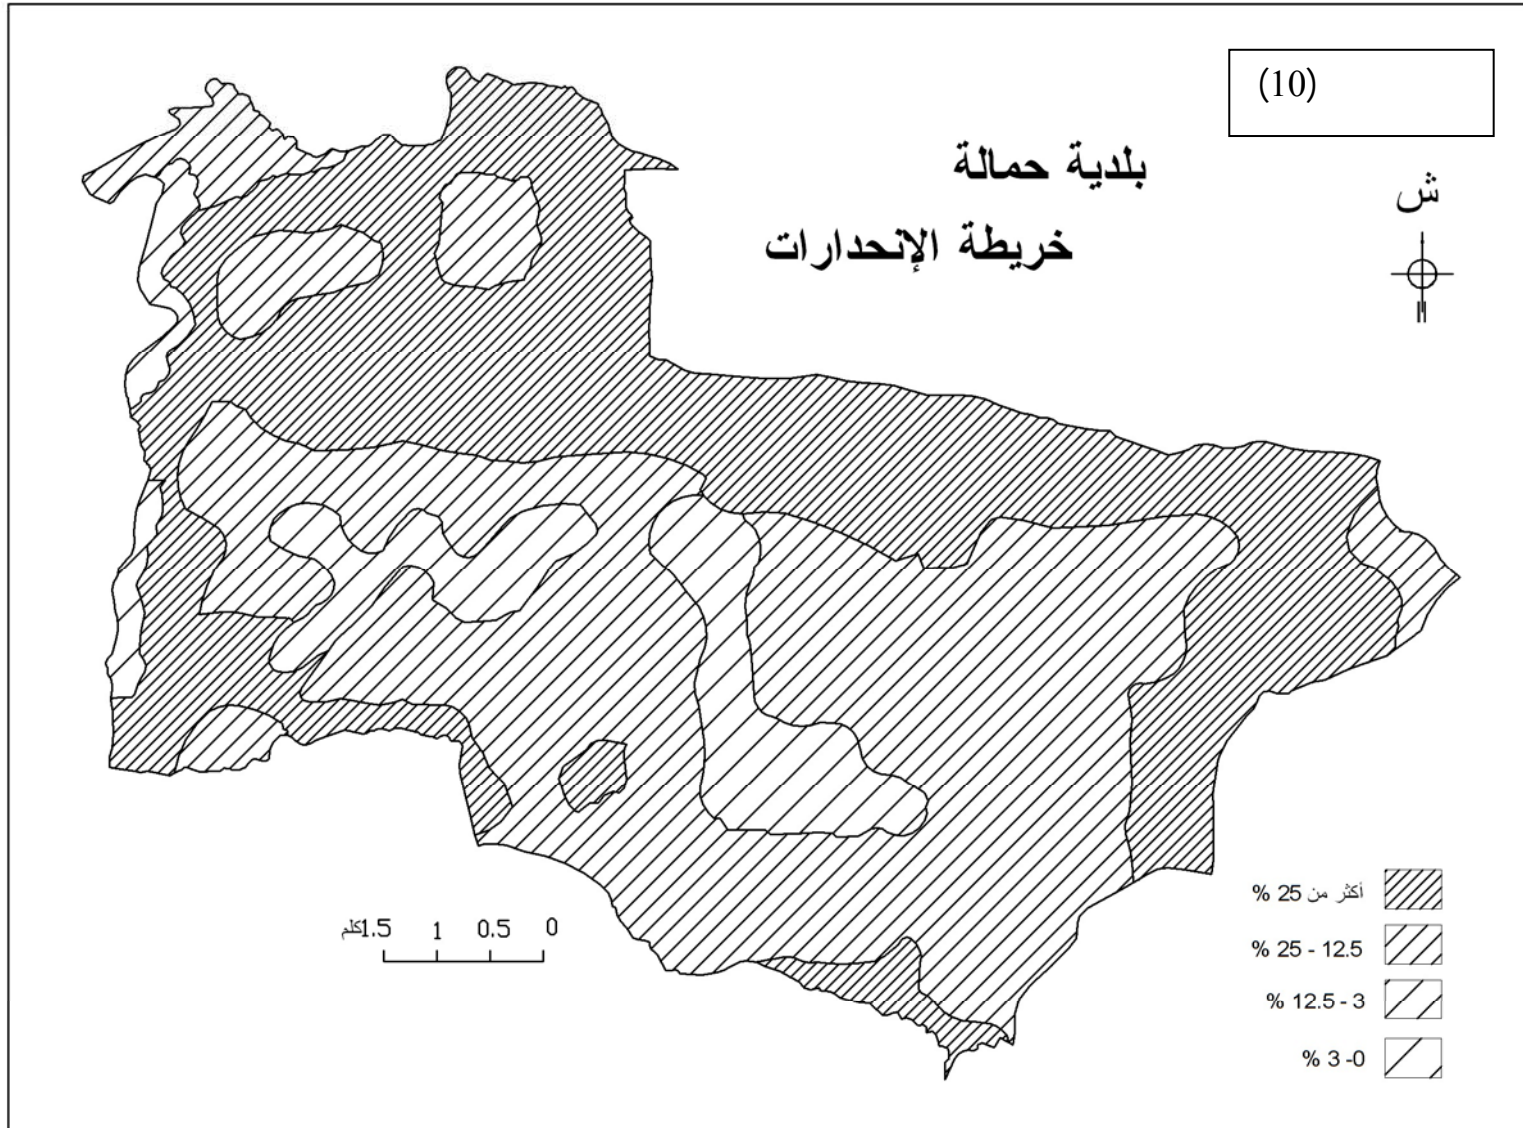 (10)
بلدية حمالة
خريطة الإنحدارات
ش
أكثر من 25 %
12.5 - 25 %
3 - 12.5 %
0- 3 %
0 0.5 1 1.5كلم